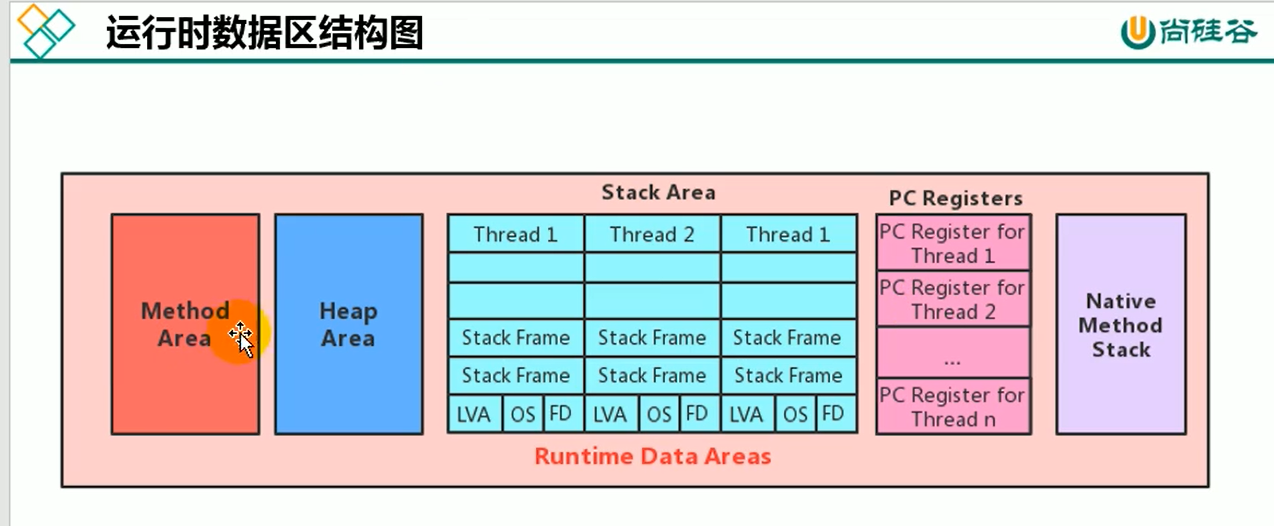 运行时数据区结构图
尚硅谷
Stack Area
PC Registers
Method
Area
Heap
Area
Thread 1
Thread 2
Thread 1
Stack Frame
Stack Frame
Stack Frame
Stack Frame
Stack Frame
Stack Frame
LVA
OS
FD
LVA
OS
FD
LVA
OS
FD
PC Register for
Thread 1
PC Register for
Thread 2
...
PC Register for
Thread n
Native
Method
Stack
Runtime Data Areas